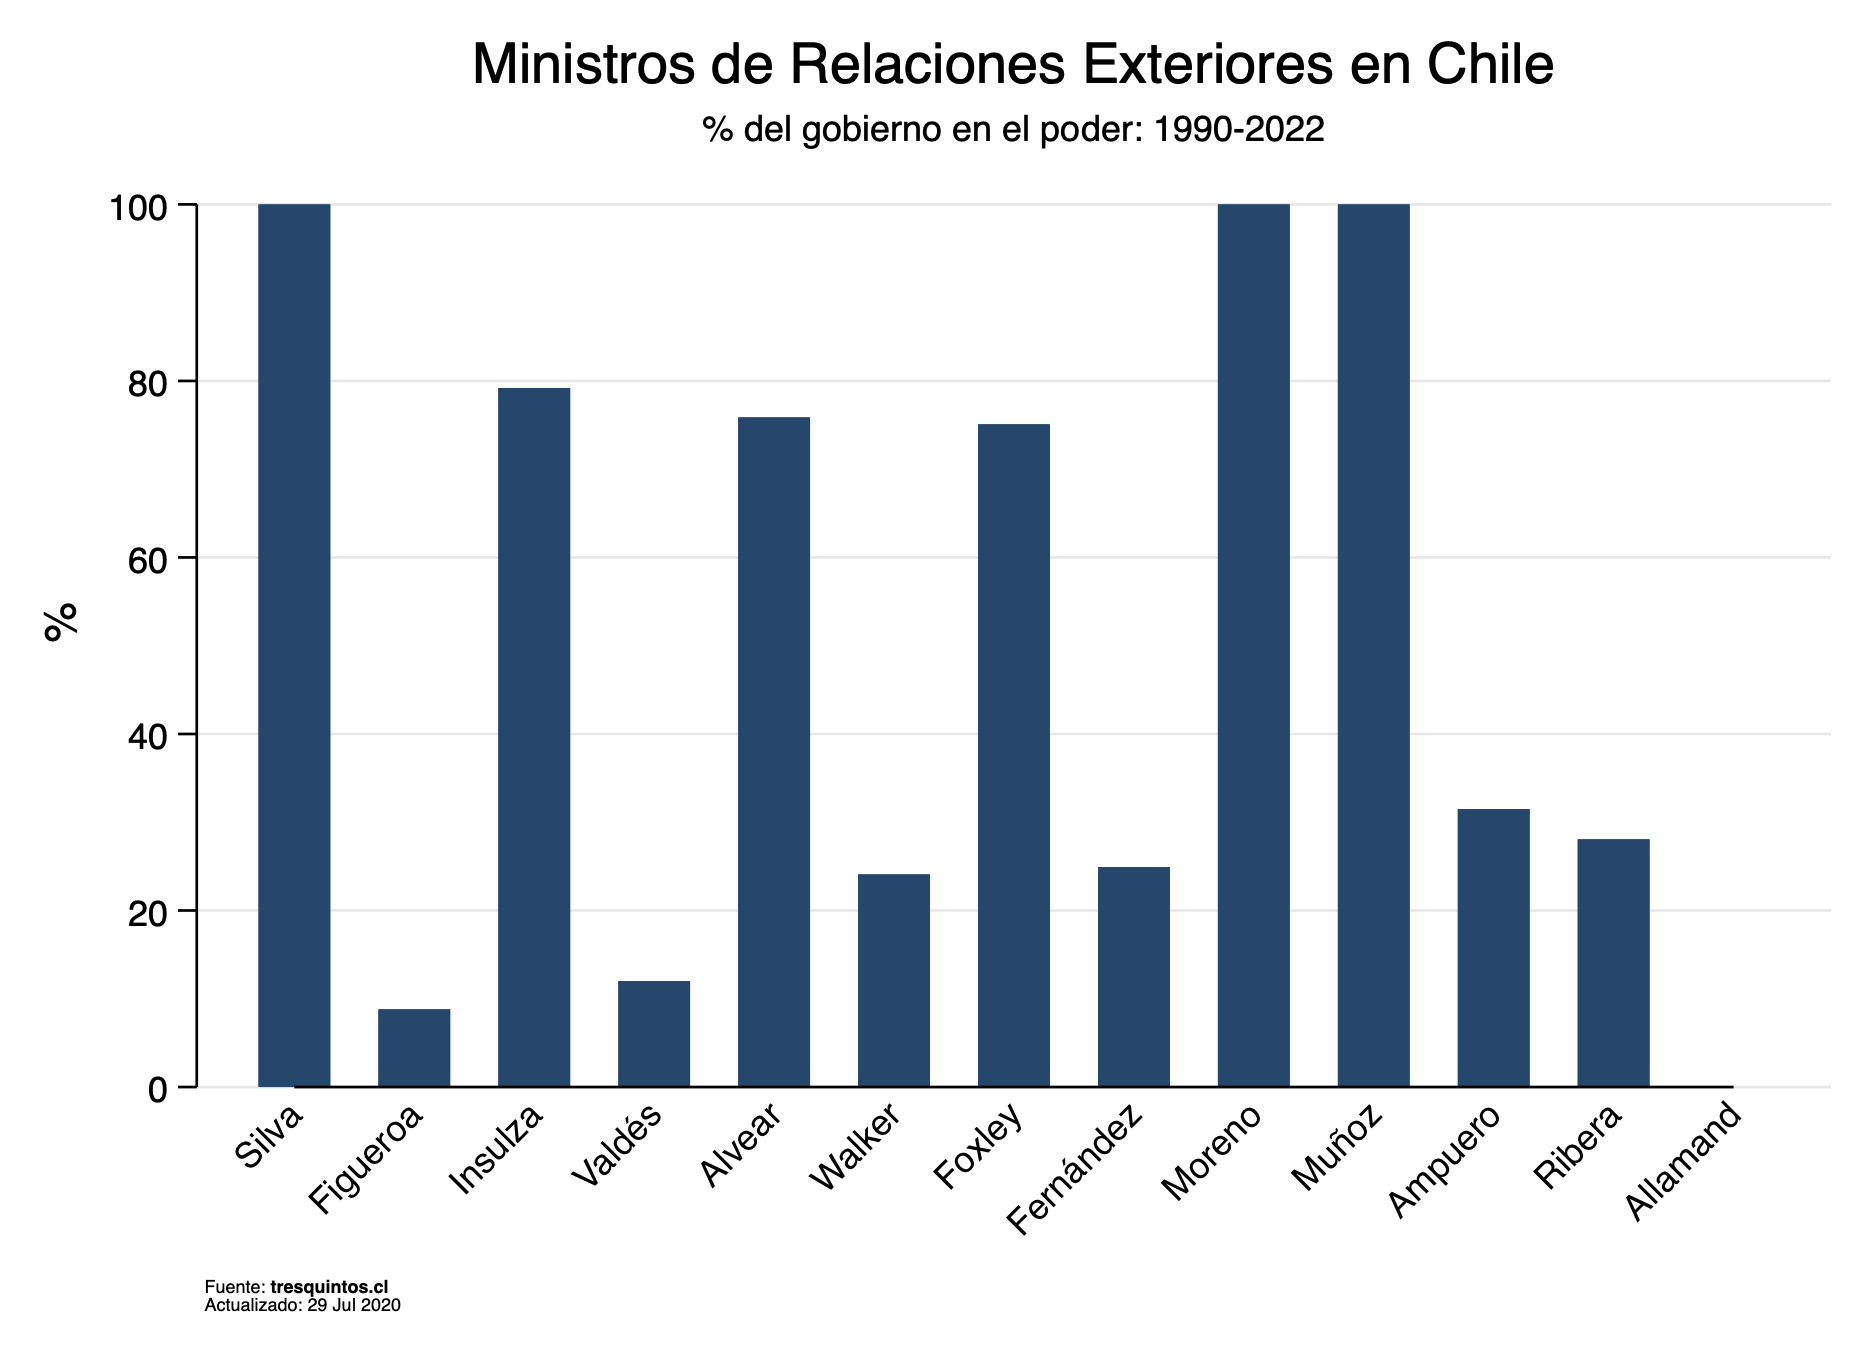 Ministros de Relaciones Exteriores en Chile
% del gobierno en el poder: 1990-2022
%
100
80
60
40
20
0
Silva
Figueroa
Insulza
Valdés
Alvear
Walker
Foxley
Fernández
Moreno
Muñoz
Ampuero
Ribera
Allamand
Fuente: tresquintos.cl
Actualizado: 29 Jul 2020